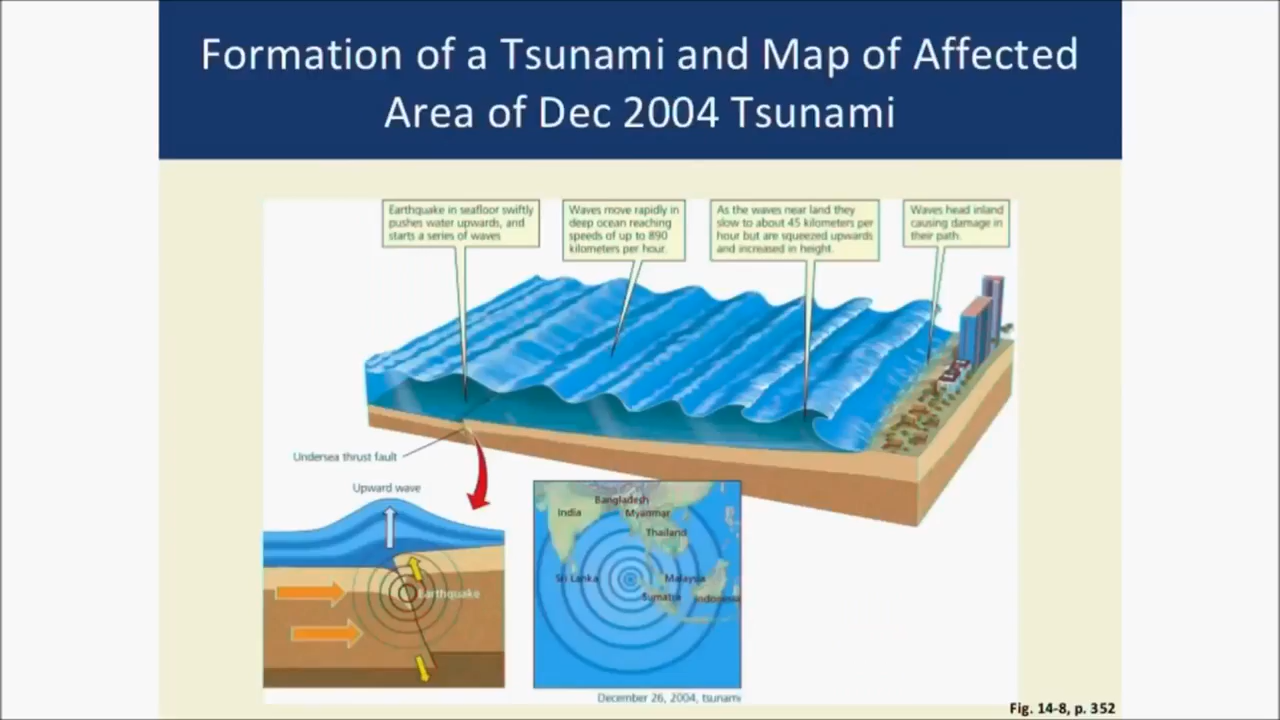 Formation of a Tsunami and Map of Affected
Area of Dec 2004 Tsunami
Earthquake in seafloor swiftly
pushes water upwards, and
starts a series of waves
Waves move rapidly in
deep ocean reaching
speeds of up to 890
kilometers per hour.
As the waves near land they
slow to about 45 kilometers per
hour but are squeezed upwards
and increased in height.
Waves head inland
causing damage in
their path.
Undersea thrust fault
Upward wave
Earthquake
Bangladesh
India
Myanmar
Thailand
Sri Lanka
Malaysia
Sumatra
Indonesia
December 26, 2004, tsunami
Fig. 14-8, p. 352